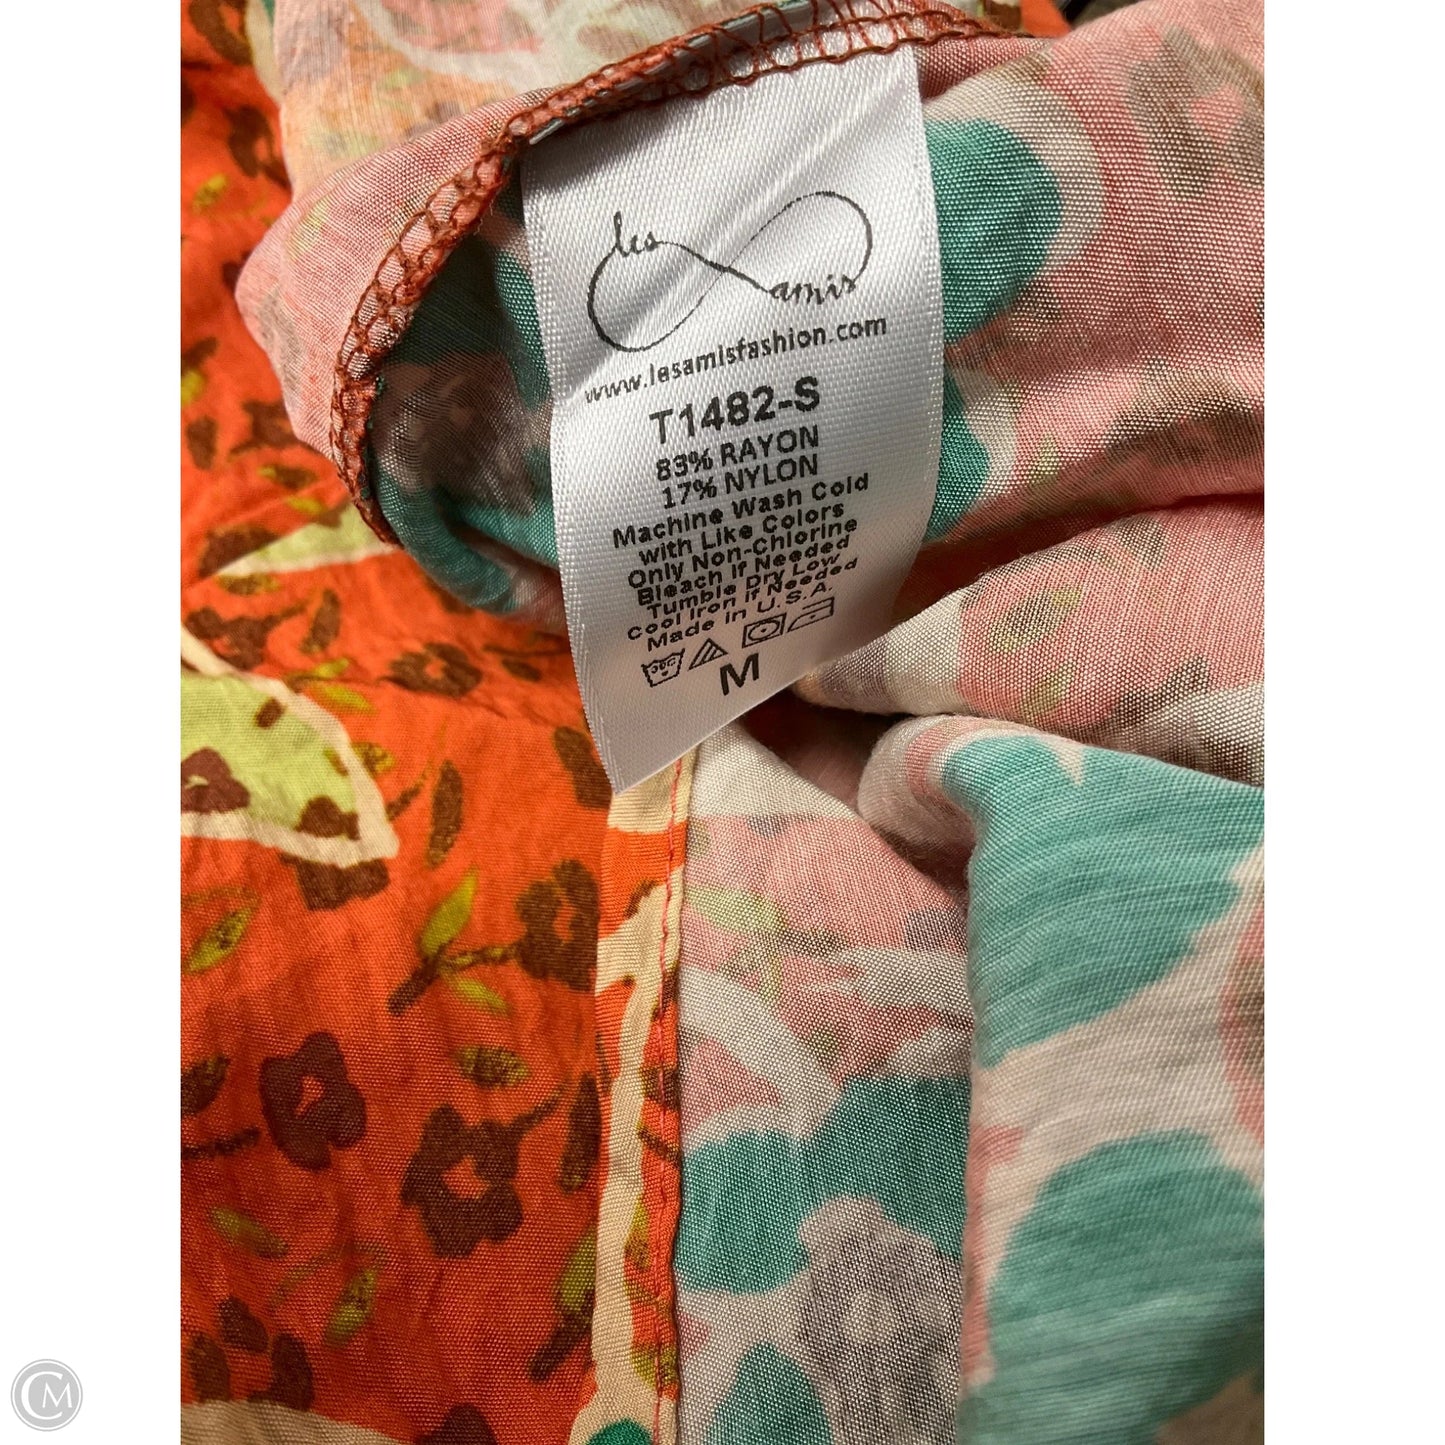 les
amis
www.lesamisfashion.com
T1482-S
83% RAYON
17% NYLON
Machine Wash Cold
with Like Colors
Only Non-Chlorine
Bleach If Needed
Tumble Dry Low
Cool Iron if Needed
Made in U.S.A.
M
CM